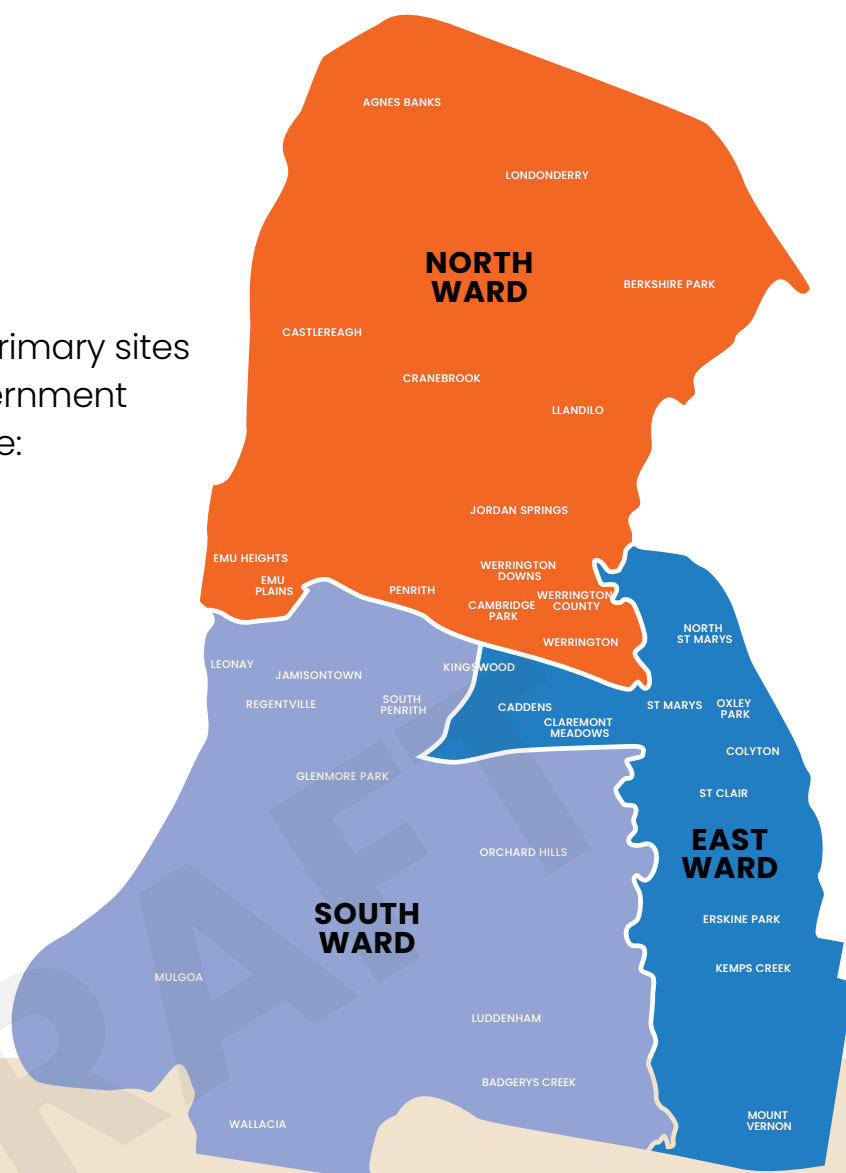 AGNES BANKS
LONDONDERRY
NORTH
WARD
BERKSHIRE PARK
CASTLEREAGH
rimary sites
ernment
e:
CRANEBROOK
LLANDILO
JORDAN SPRINGS
EMU HEIGHTS
EMU
PLAINS
PENRITH
WERRINGTON
DOWNS
CAMBRIDGE
PARK
WERRINGTON
COUNTY
WERRINGTON
NORTH
ST MARYS
LEONAY
JAMISONTOWN
KINGSWOOD
REGENTVILLE
SOUTH
PENRITH
CADDENS
CLAREMONT
MEADOWS
ST MARYS
OXLEY
PARK
COLYTON
GLENMORE PARK
ST CLAIR
ORCHARD HILLS
EAST
WARD
SOUTH
WARD
ERSKINE PARK
KEMPS CREEK
MULGOA
LUDDENHAM
BADGERYS CREEK
WALLACIA
MOUNT
VERNON
RAFT